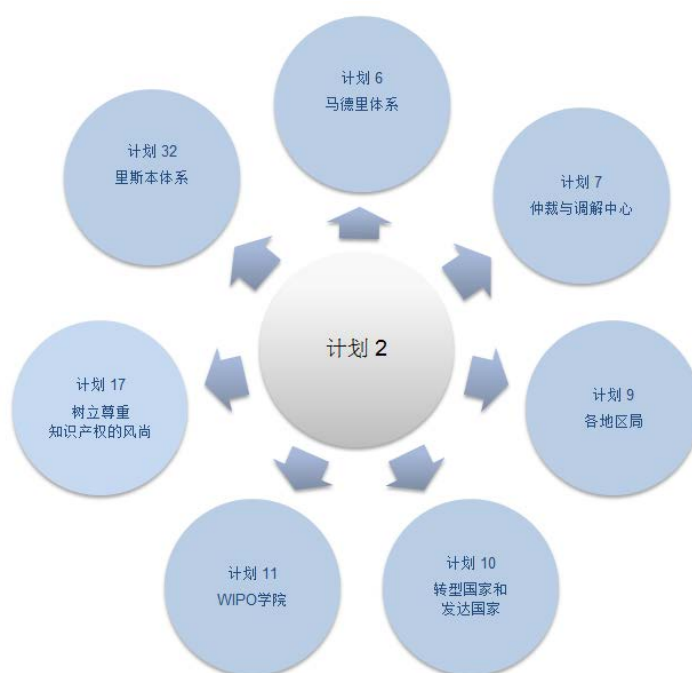 计划 6
马德里体系
计划 32
里斯本体系
计划 7
仲裁与调解中心
计划 2
计划 17
树立尊重
知识产权的风尚
计划 9
各地区局
计划 11
WIPO学院
计划 10
转型国家和
发达国家